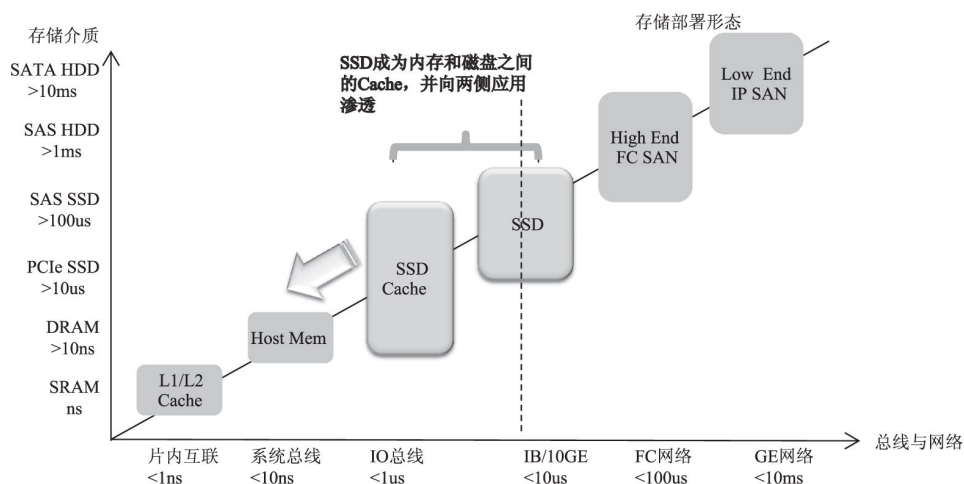 存储部署形态
存储介质
SATA HDD
>10ms
SAS HDD
>1ms
SAS SSD
>100us
PCIe SSD
>10us
DRAM
>10ns
SRAM
ns
SSD成为内存和磁盘之间
的Cache，并向两侧应用
渗透
Low End
IP SAN
High End
FC SAN
SSD
SSD
Cache
Host Mem
L1/L2
Cache
片内互联
<1ns
系统总线
<10ns
IO总线
<1us
IB/10GE
<10us
FC网络
<100us
GE网络
<10ms
总线与网络